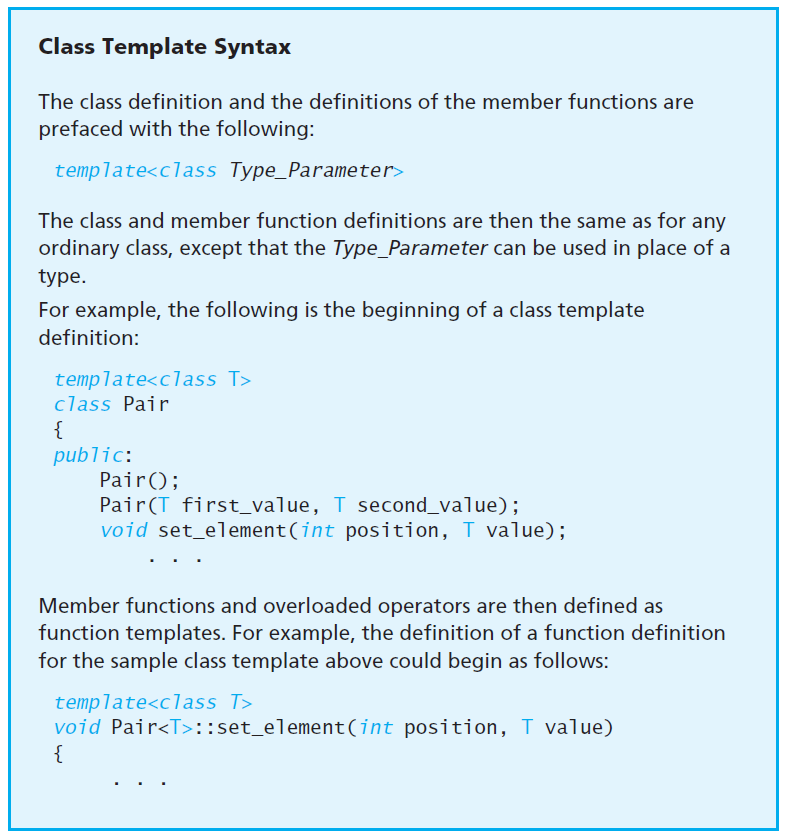 Class Template Syntax
The class definition and the definitions of the member functions are
prefaced with the following:
template<class Type_Parameter>
The class and member function definitions are then the same as for any
ordinary class, except that the Type_Parameter can be used in place of a
type.
For example, the following is the beginning of a class template
definition:
template<class T>
class Pair
{
public:
    Pair();
    Pair(T first_value, T second_value);
    void set_element(int position, T value);
        . . .
Member functions and overloaded operators are then defined as
function templates. For example, the definition of a function definition
for the sample class template above could begin as follows:
template<class T>
void Pair<T>::set_element(int position, T value)
{
     . . .